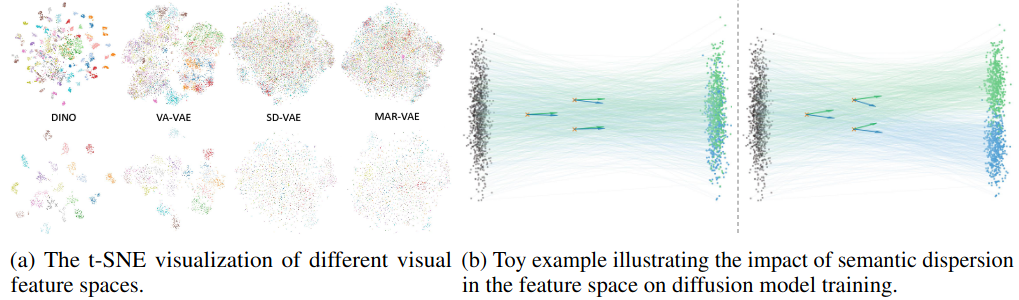 DINO VA-VAE SD-VAE MAR-VAE
(a) The t-SNE visualization of different visual
feature spaces.
(b) Toy example illustrating the impact of semantic dispersion
in the feature space on diffusion model training.